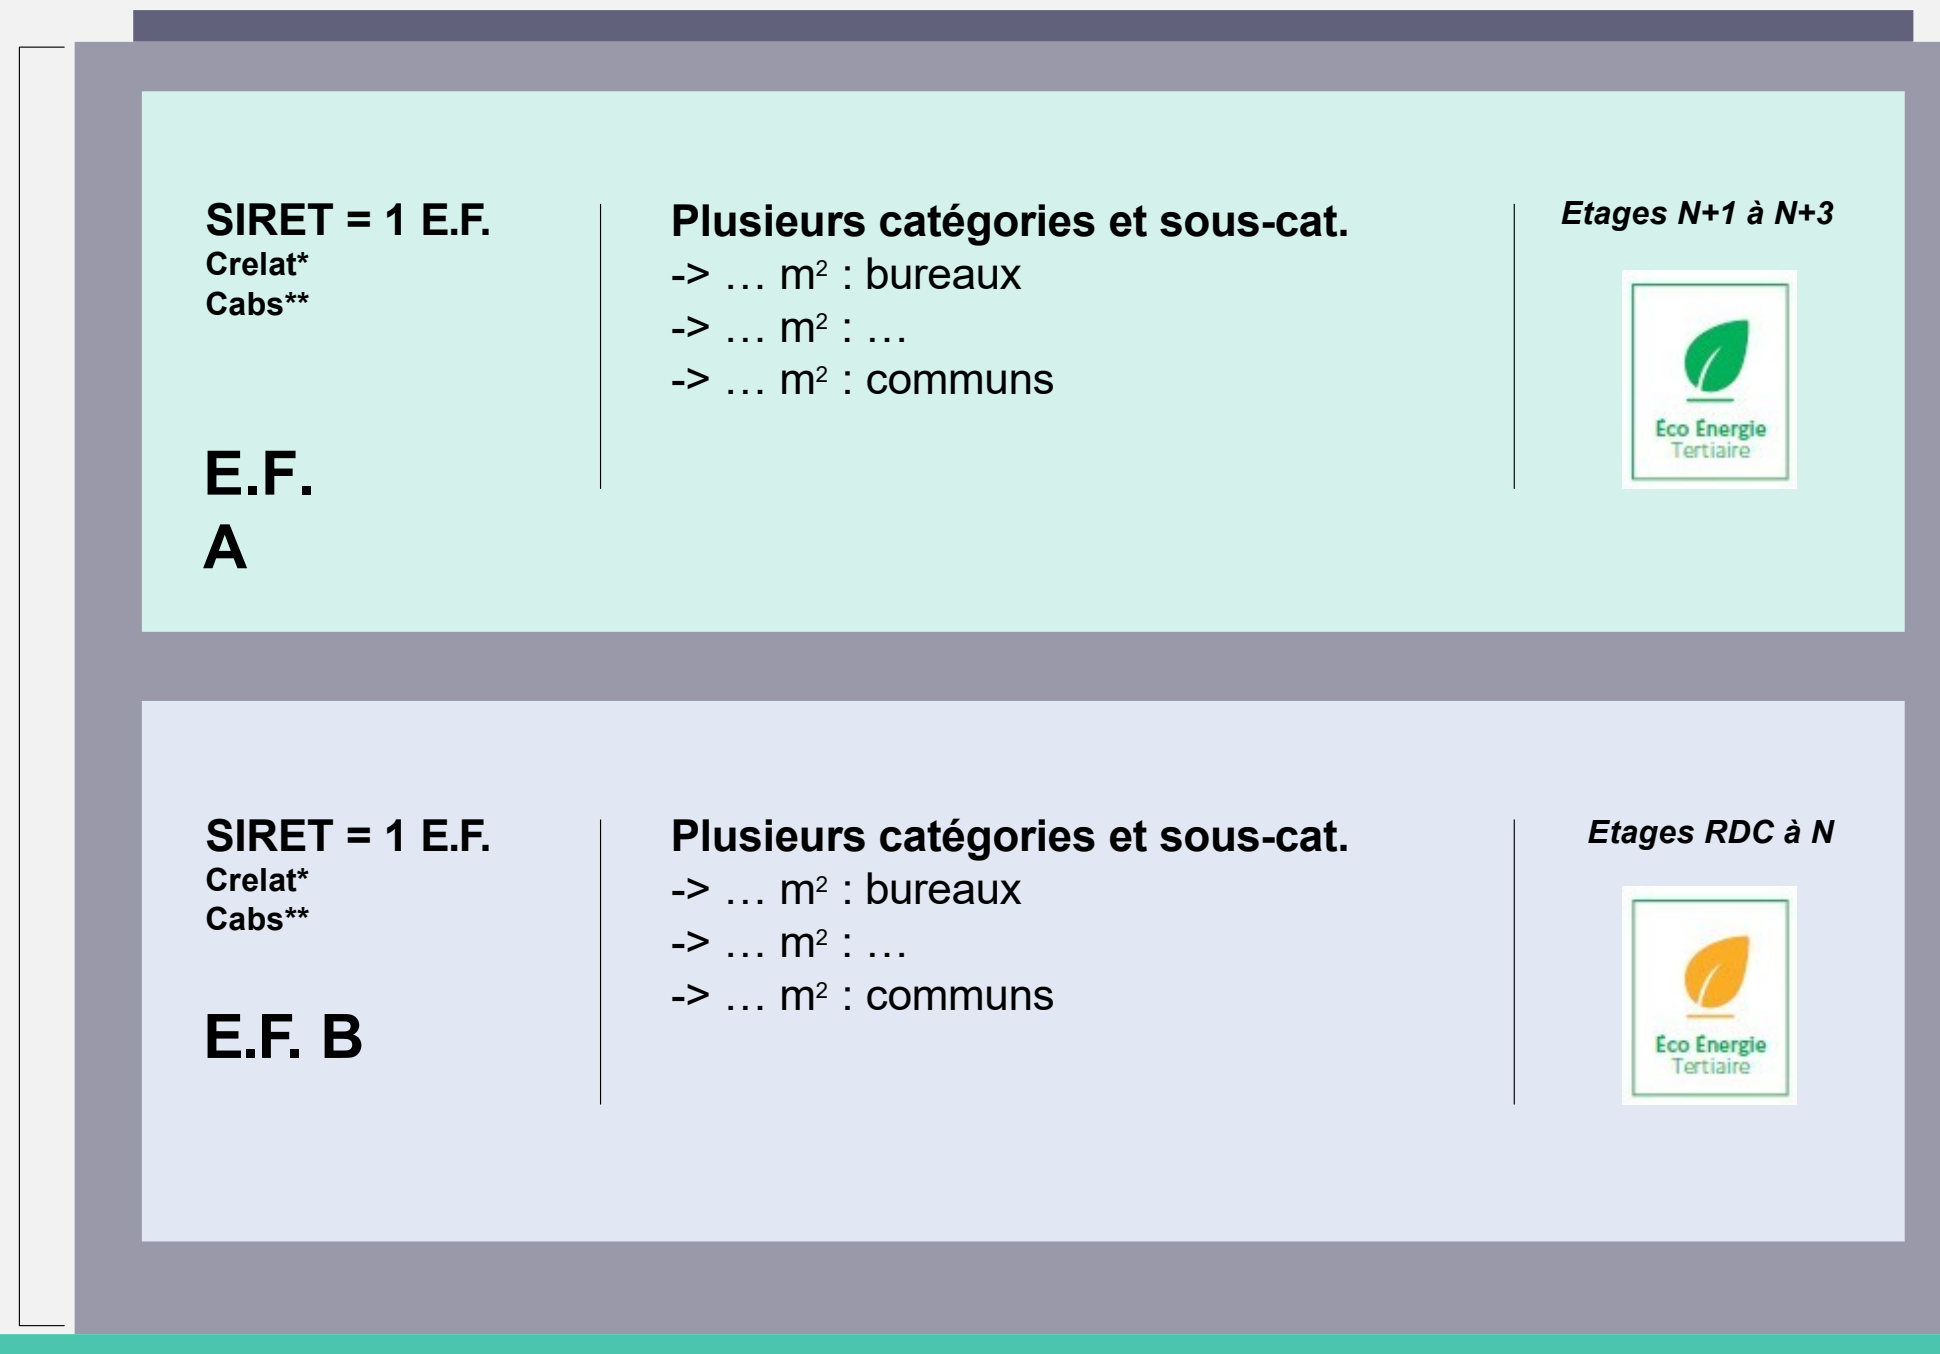 SIRET = 1 E.F.
Crelat*
Cabs**
E.F.
A
Plusieurs catégories et sous-cat.
-> … m² : bureaux
-> … m² : …
-> … m² : communs
Etages N+1 à N+3
Éco Énergie
Tertiaire
SIRET = 1 E.F.
Crelat*
Cabs**
E.F. B
Plusieurs catégories et sous-cat.
-> … m² : bureaux
-> … m² : …
-> … m² : communs
Etages RDC à N
Éco Énergie
Tertiaire